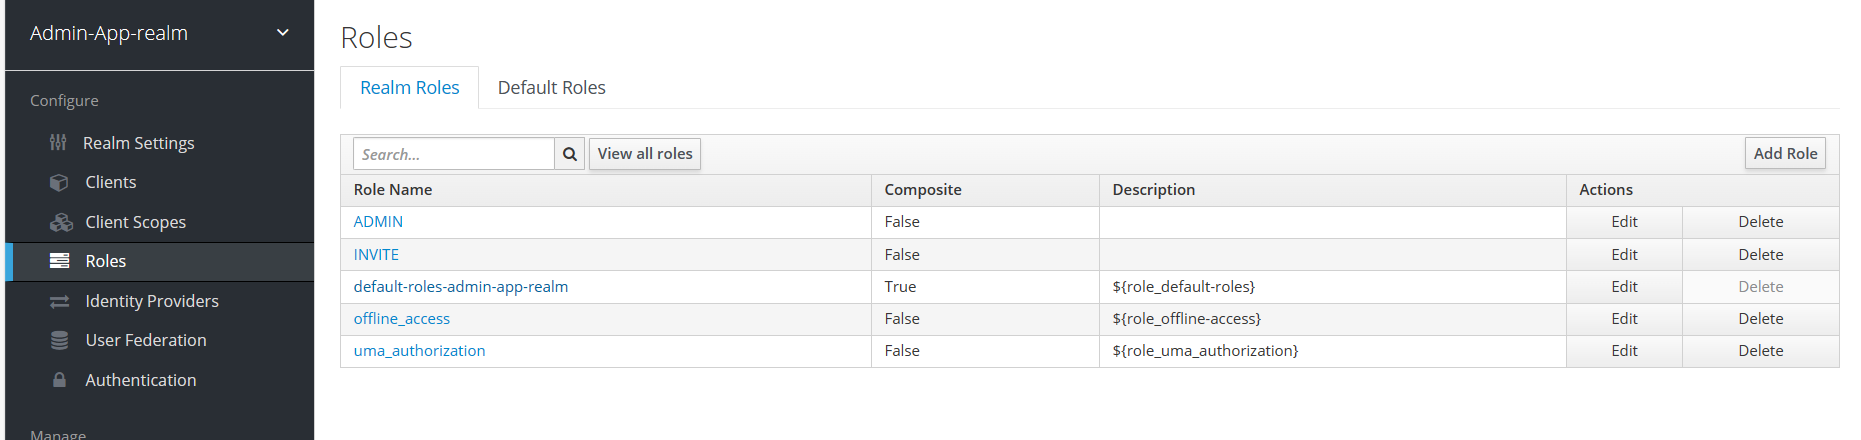 Admin-App-realm
Configure
Realm Settings
Clients
Client Scopes
Roles
Identity Providers
User Federation
Authentication
Manage
Roles
Realm Roles Default Roles
Search... View all roles Add Role
Role Name Composite Description Actions
ADMIN False Edit Delete
INVITE False Edit Delete
default-roles-admin-app-realm True ${role_default-roles} Edit Delete
offline_access False ${role_offline-access} Edit Delete
uma_authorization False ${role_uma_authorization} Edit Delete